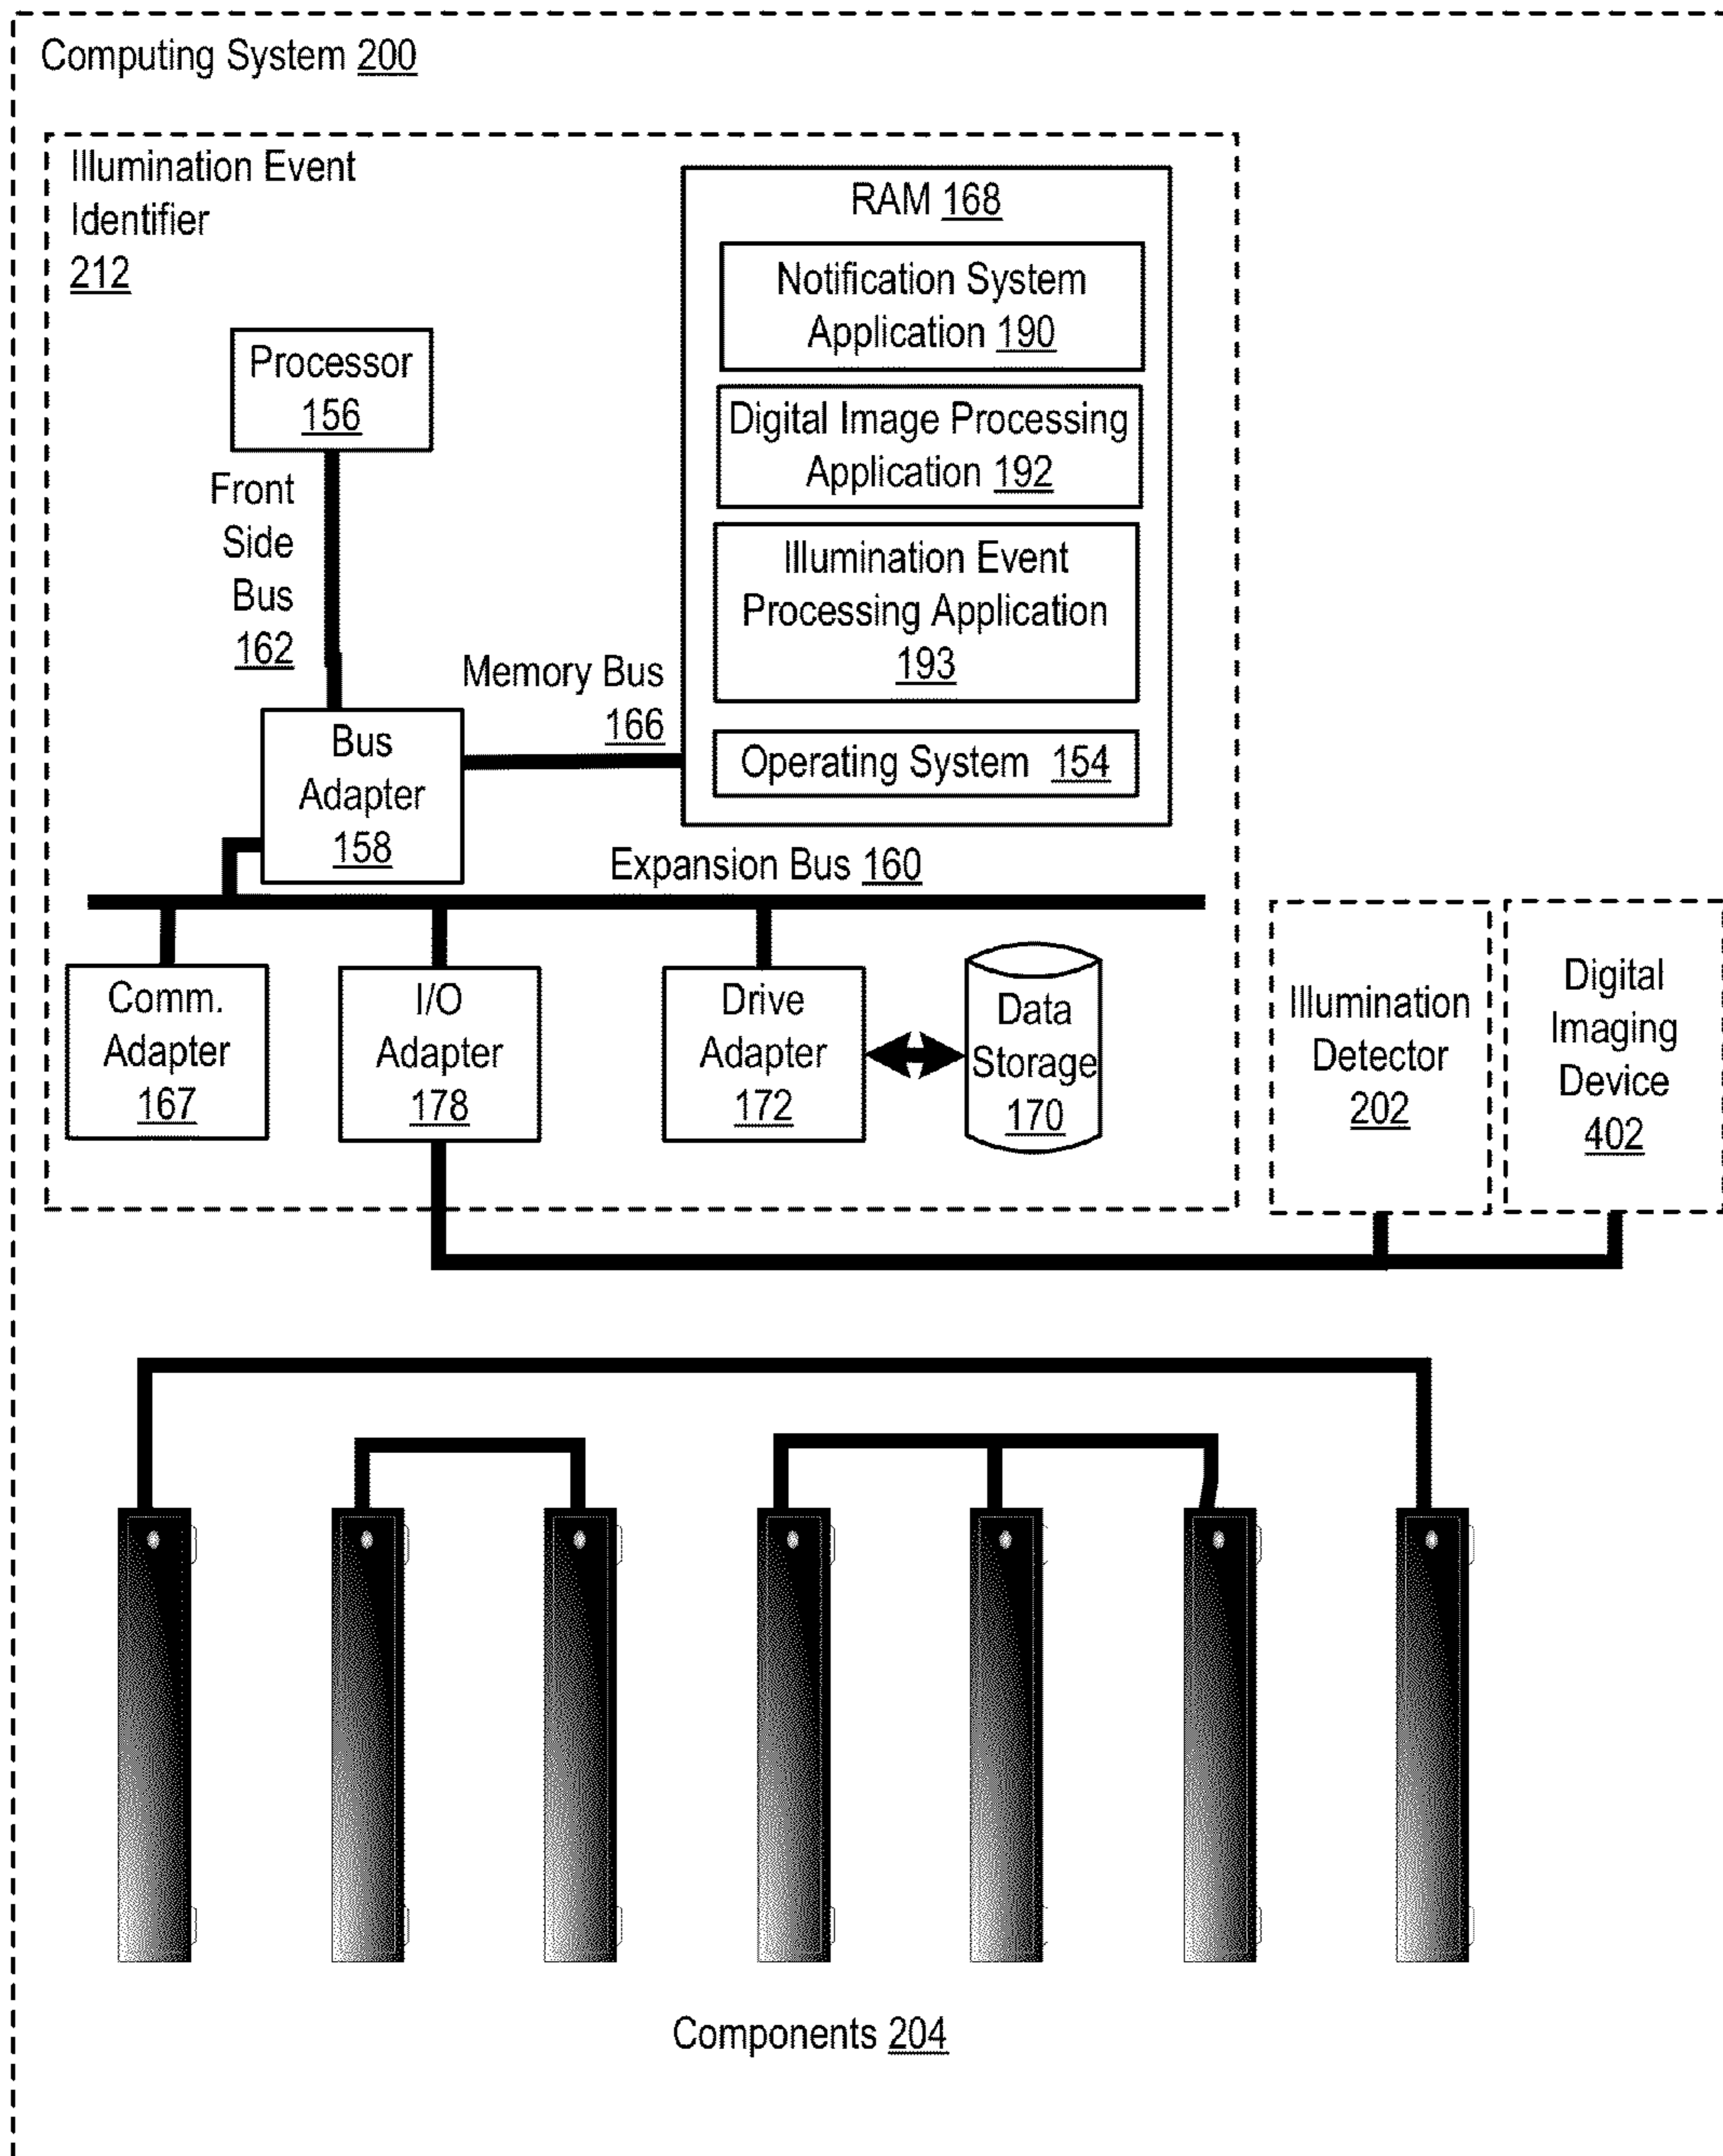 Computing System 200
Illumination Event
Identifier
212
RAM 168
Notification System
Application 190
Digital Image Processing
Application 192
Illumination Event
Processing Application
193
Operating System 154
Processor
156
Front
Side
Bus
162
Memory Bus
166
Bus
Adapter
158
Expansion Bus 160
Comm.
Adapter
167
I/O
Adapter
178
Drive
Adapter
172
Data
Storage
170
Illumination
Detector
202
Digital
Imaging
Device
402
Components 204